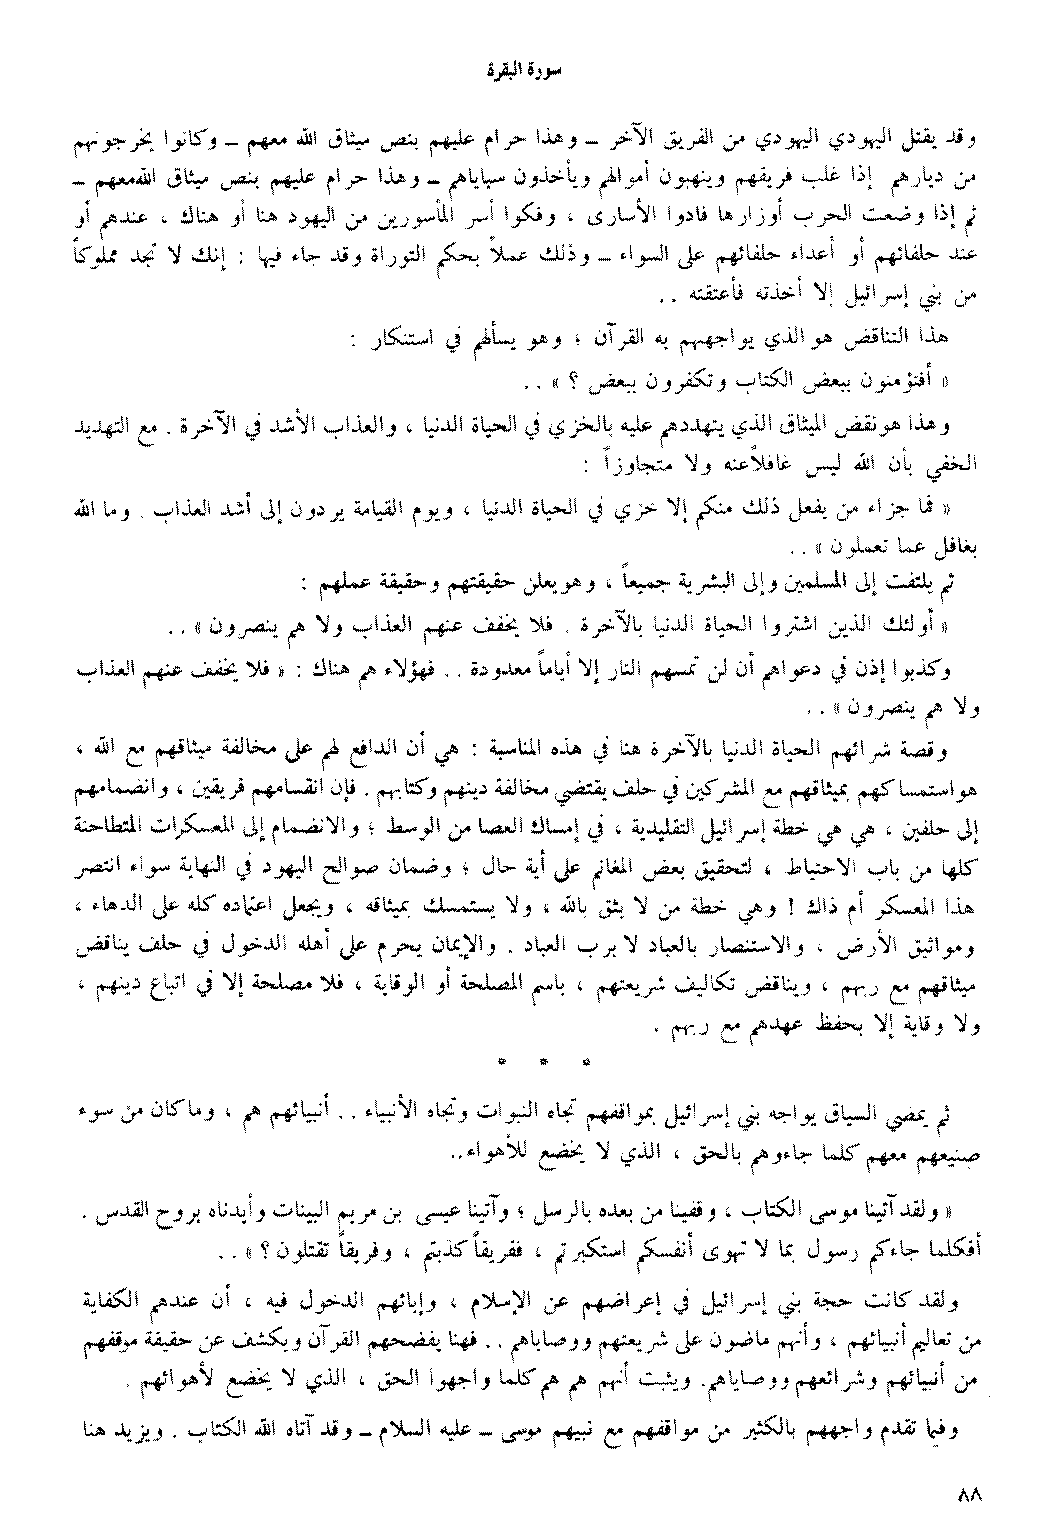 سورة البقرة
وقد يقتل اليهودي اليهودي من الفريق الآخر – وهذا حرام عليهم بنص ميثاق الله معهم – وكانوا يخرجونهم
من ديارهم إذا غلب فريقهم وينهبون أموالهم ويأخذون سباياهم – وهذا حرام عليهم بنص ميثاق الله معهم –
ثم إذا وضعت الحرب أوزارها فادوا الأسارى ، وفكوا أسر المأسورين من اليهود هنا أو هناك ، عندهم أو
عند حلفائهم أو أعداء حلفائهم على السواء – وذلك عملاً بحكم التوراة وقد جاء فيها : إنك لا تجد مملوكاً
من بني إسرائيل إلا أخذته فأعتقته ..
هذا التناقض هو الذي يواجههم به القرآن ؛ وهو يسألهم في استنكار :
« أفتؤمنون ببعض الكتاب وتكفرون ببعض ؟ » ..
وهذا هو نقض الميثاق الذي يتهددهم عليه بالخزي في الحياة الدنيا ، والعذاب الأشد في الآخرة . مع التهديد
الخفي بأن الله ليس غافلاً عنه ولا متجاوزاً :
« فما جزاء من يفعل ذلك منكم إلا خزي في الحياة الدنيا ، ويوم القيامة يردون إلى أشد العذاب . وما الله
بغافل عما تعملون » ..
ثم يلتفت إلى المسلمين وإلى البشرية جميعاً ، وهو يعلن حقيقتهم وحقيقة عملهم :
« أولئك الذين اشتروا الحياة الدنيا بالآخرة . فلا يخفف عنهم العذاب ولا هم ينصرون » ..
وكذبوا إذن في دعواهم أن لن تمسهم النار إلا أياماً معدودة .. فهؤلاء هم هناك : « فلا يخفف عنهم العذاب
ولا هم ينصرون » ..
وقصة شرائهم الحياة الدنيا بالآخرة هنا في هذه المناسبة : هي أن الدافع لهم على مخالفة ميثاقهم مع الله ،
هو استمساكهم بميثاقهم مع المشركين في حلف يقتضي مخالفة دينهم وكتابهم . فإن انقسامهم فريقين ، وانضمامهم
إلى حلفين ، هي هي خطة إسرائيل التقليدية ، في إمساك العصا من الوسط ؛ والانضمام إلى المعسكرات المتطاحنة
كلها من باب الاحتياط ، لتحقيق بعض المغانم على أية حال ؛ وضمان صوالح اليهود في النهاية سواء انتصر
هذا المعسكر أم ذاك ! وهي خطة من لا يثق بالله ، ولا يستمسك بميثاقه ، ويجعل اعتماده كله على الدهاء ،
ومواثيق الأرض ، والاستنصار بالعباد لا برب العباد . والإيمان يحرم على أهله الدخول في حلف يناقض
ميثاقهم مع ربهم ، ويناقض تكاليف شريعتهم ، باسم المصلحة أو الوقاية ، فلا مصلحة إلا في اتباع دينهم ،
ولا وقاية إلا بحفظ عهدهم مع ربهم .
* * *
ثم يمضي السياق يواجه بني إسرائيل بمواقفهم تجاه النبوات وتجاه الأنبياء .. أنبيائهم هم ، وما كان من سوء
صنيعهم معهم كلما جاءوهم بالحق ، الذي لا يخضع للأهواء..
« ولقد آتينا موسى الكتاب ، وقفينا من بعده بالرسل ؛ وآتينا عيسى بن مريم البينات وأيدناه بروح القدس .
أفكلما جاءكم رسول بما لا تهوى أنفسكم استكبرتم ، ففريقاً كذبتم ، وفريقاً تقتلون ؟ » ..
ولقد كانت حجة بني إسرائيل في إعراضهم عن الإسلام ، وإبائهم الدخول فيه ، أن عندهم الكفاية
من تعاليم أنبيائهم ، وأنهم ماضون على شريعتهم ووصاياهم .. فهنا يفضحهم القرآن ويكشف عن حقيقة موقفهم
من أنبيائهم وشرائعهم ووصاياهم. ويثبت أنهم هم هم كلما واجهوا الحق ، الذي لا يخضع لأهوائهم .
وفيما تقدم واجههم بالكثير من مواقفهم مع نبيهم موسى – عليه السلام – وقد آتاه الله الكتاب . ويزيد هنا
٨٨